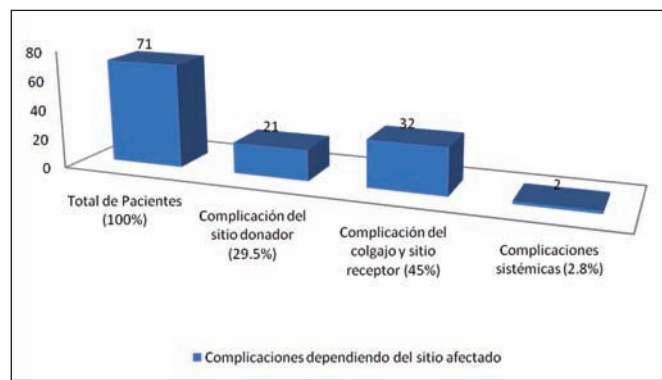 80
60
40
20
0
71
21
32
2
Total de Pacientes
(100%)
Complicación del
sitio donador
(29.5%)
Complicación del
colgajo y sitio
receptor (45%)
Complicaciones
sistémicas (2.8%)
Complicaciones dependiendo del sitio afectado